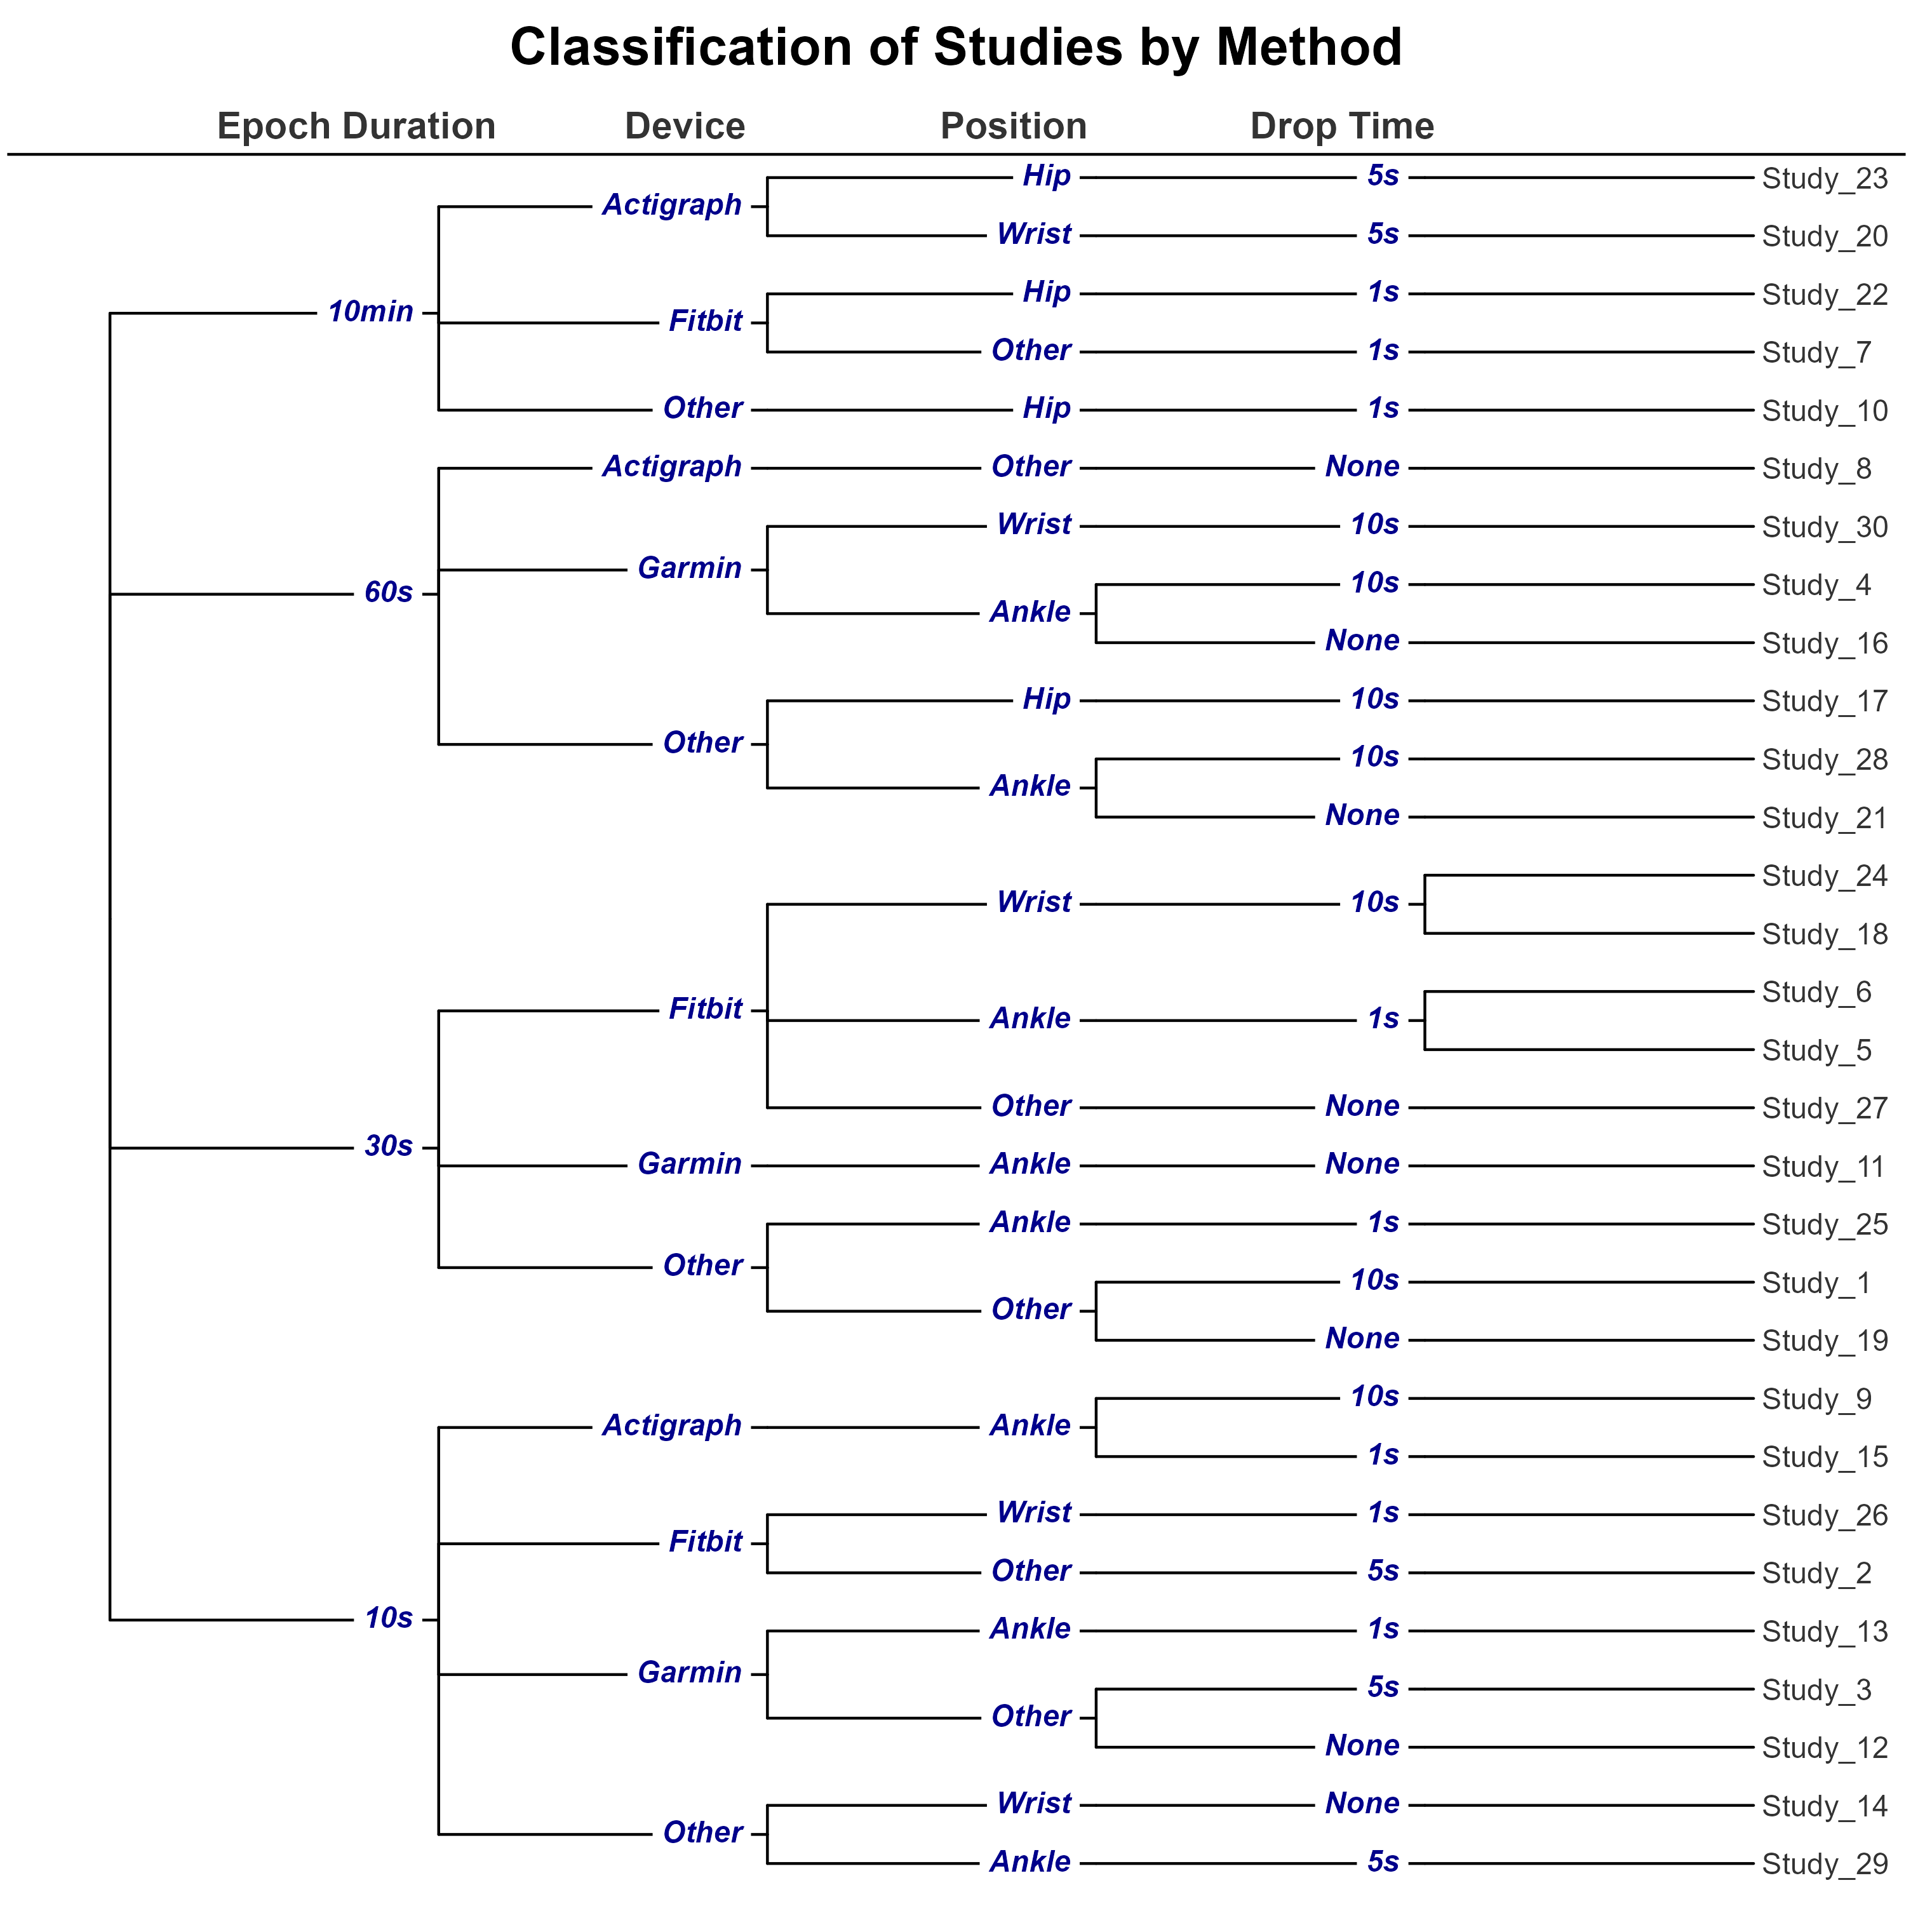 Classification of Studies by Method
Epoch Duration Device Position Drop Time
Hip 5s Study_23
Actigraph
Wrist 5s Study_20
Hip 1s Study_22
10min
Fitbit
Other 1s Study_7
Other Hip 1s Study_10
Actigraph Other None Study_8
Wrist 10s Study_30
Garmin
10s Study_4
60s
Ankle
None Study_16
Hip 10s Study_17
Other
10s Study_28
Ankle
None Study_21
Study_24
Wrist 10s
Study_18
Study_6
Fitbit
Ankle 1s
Study_5
Other None Study_27
30s
Garmin Ankle None Study_11
Ankle 1s Study_25
Other
10s Study_1
Other
None Study_19
10s Study_9
Actigraph Ankle
1s Study_15
Wrist 1s Study_26
Fitbit
Other 5s Study_2
10s
Ankle 1s Study_13
Garmin
5s Study_3
Other
None Study_12
Wrist None Study_14
Other
Ankle 5s Study_29